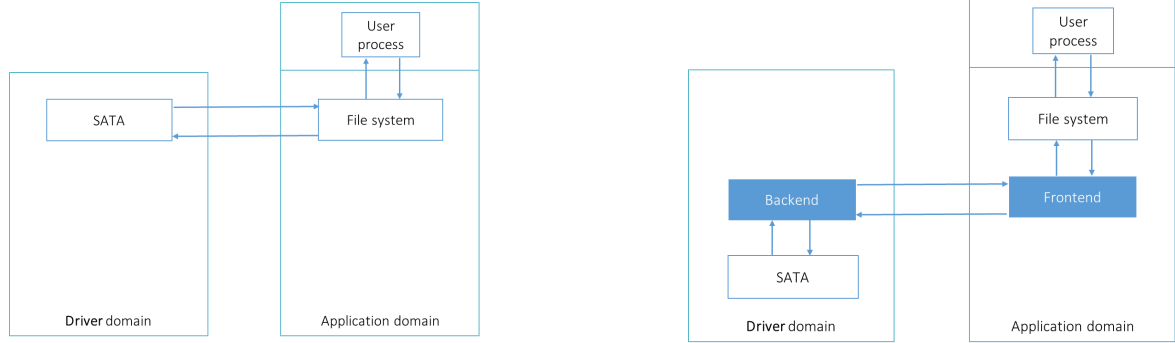 User
process
SATA
File system
Driver domain
Application domain
User
process
File system
Backend
Frontend
SATA
Driver domain
Application domain